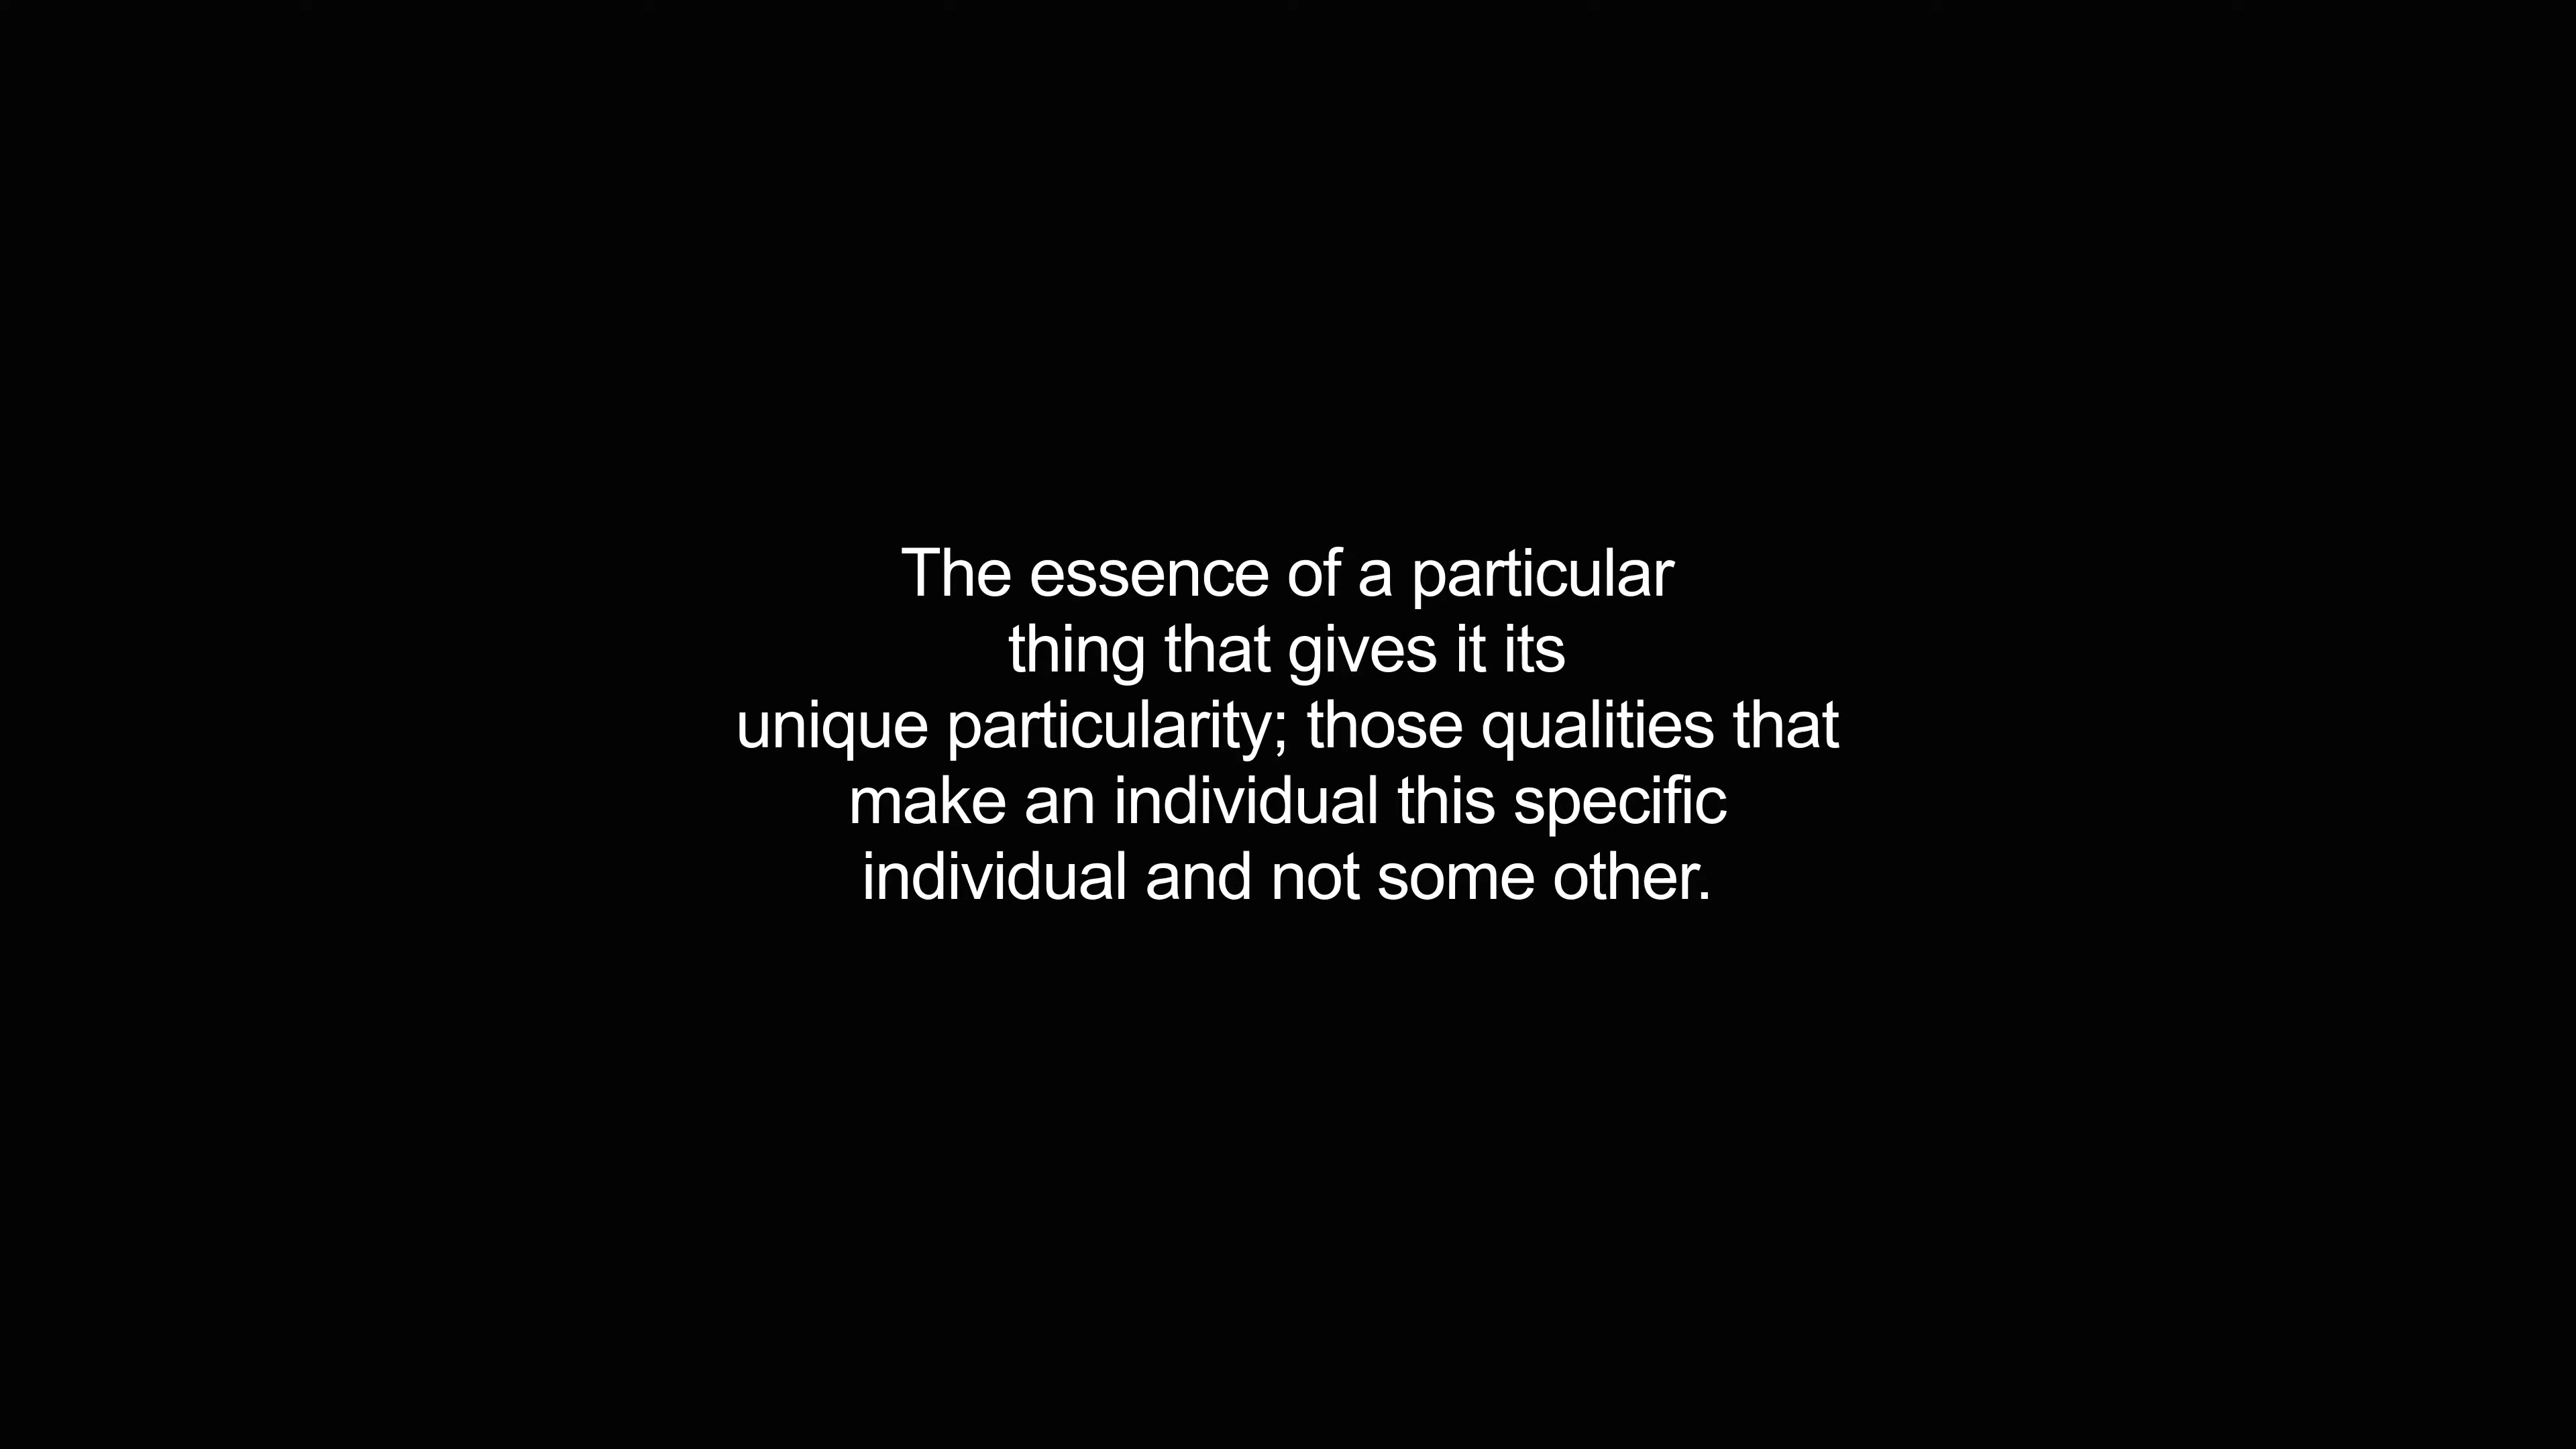 The essence of a particular
thing that gives it its
unique particularity; those qualities that
make an individual this specific
individual and not some other.